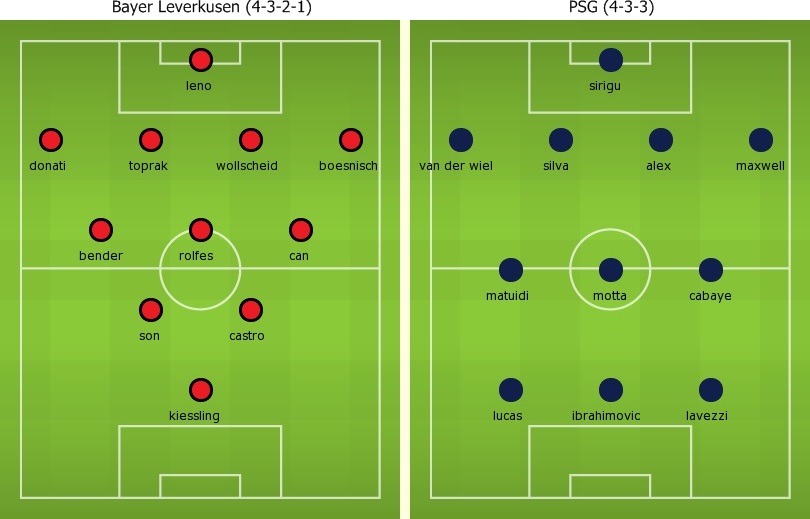 Bayer Leverkusen (4-3-2-1)
leno
donati toprak wollscheid boesnisch
bender rolfes can
son castro
kiessling
PSG (4-3-3)
sirigu
van der wiel silva alex maxwell
matuidi motta cabaye
lucas ibrahimovic lavezzi